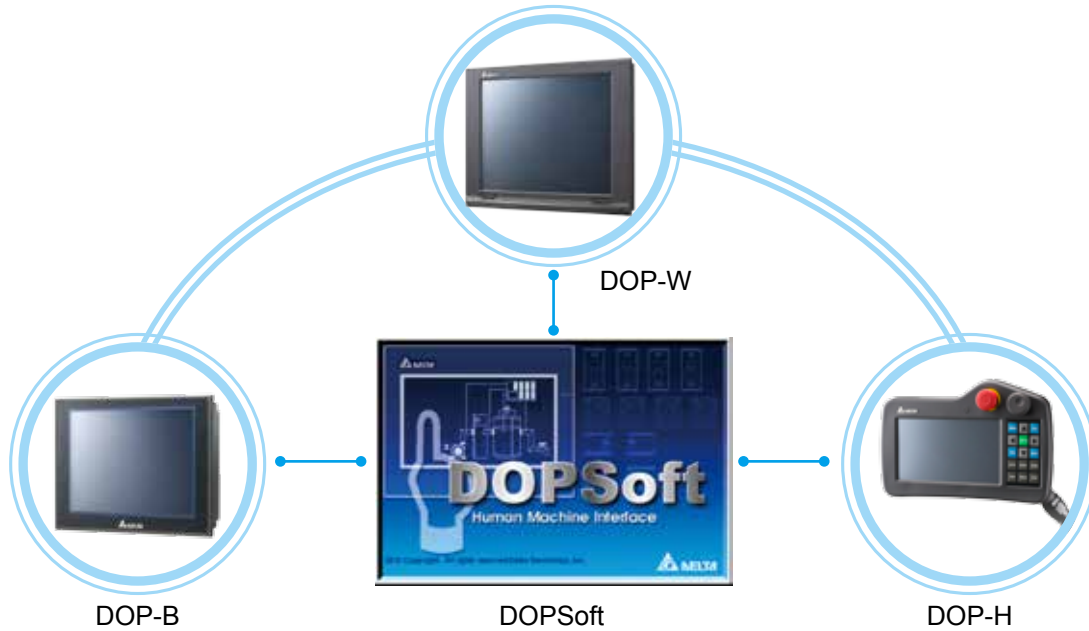 DOP-W
DELTA
DOPSoft
Human Machine Interface
DELTA
DOP-B
DOPSoft
DOP-H